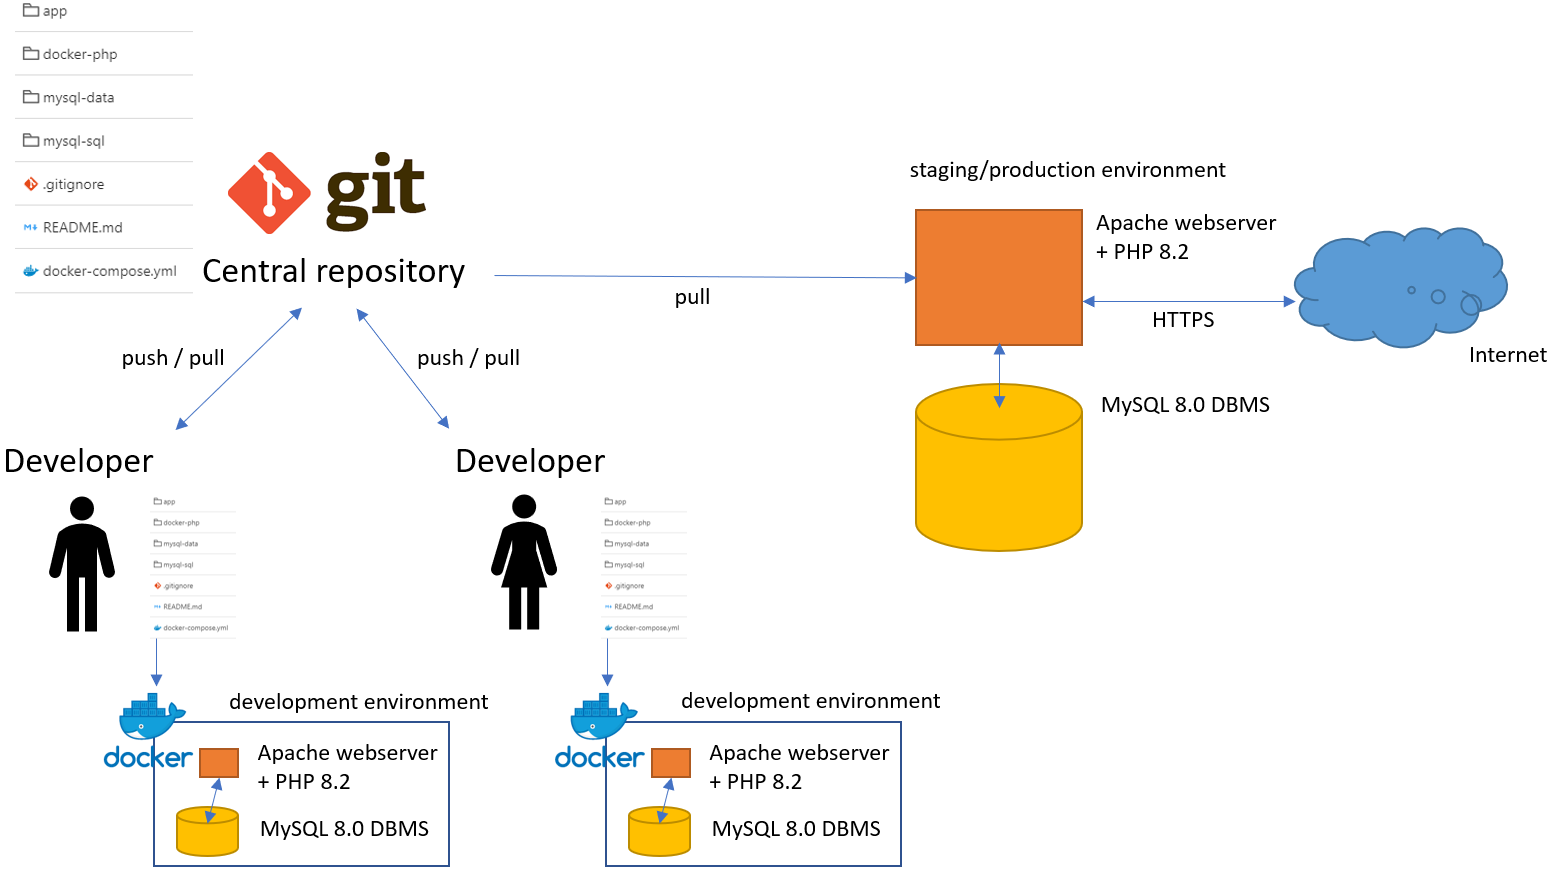 app
docker-php
mysql-data
mysql-sql
.gitignore
M↓ README.md
docker-compose.yml
git
Central repository
pull
push / pull
push / pull
staging/production environment
Apache webserver
+ PHP 8.2
HTTPS
Internet
MySQL 8.0 DBMS
Developer
app
docker-php
mysql-data
mysql-sql
.gitignore
M↓ README.md
docker-compose.yml
Developer
app
docker-php
mysql-data
mysql-sql
.gitignore
M↓ README.md
docker-compose.yml
docker
development environment
Apache webserver
+ PHP 8.2
MySQL 8.0 DBMS
docker
development environment
Apache webserver
+ PHP 8.2
MySQL 8.0 DBMS